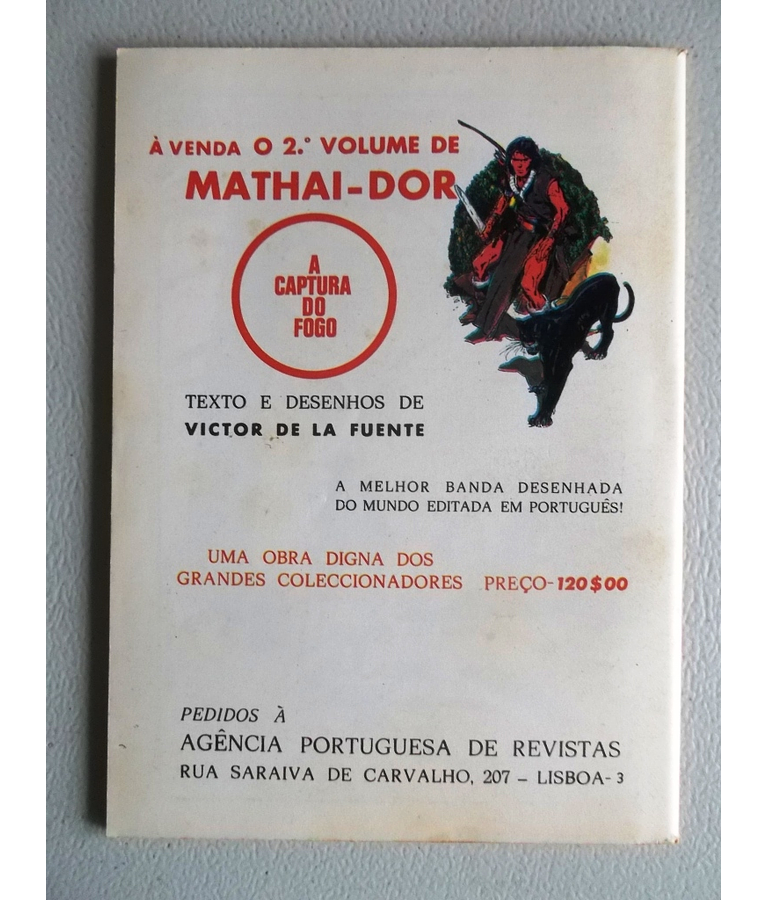 À VENDA O 2.º VOLUME DE
MATHAI-DOR
A
CAPTURA
DO
FOGO
TEXTO E DESENHOS DE
VICTOR DE LA FUENTE
A MELHOR BANDA DESENHADA
DO MUNDO EDITADA EM PORTUGUÊS!
UMA OBRA DIGNA DOS
GRANDES COLECCIONADORES PREÇO-120$00
PEDIDOS À
AGÊNCIA PORTUGUESA DE REVISTAS
RUA SARAIVA DE CARVALHO, 207 – LISBOA-3